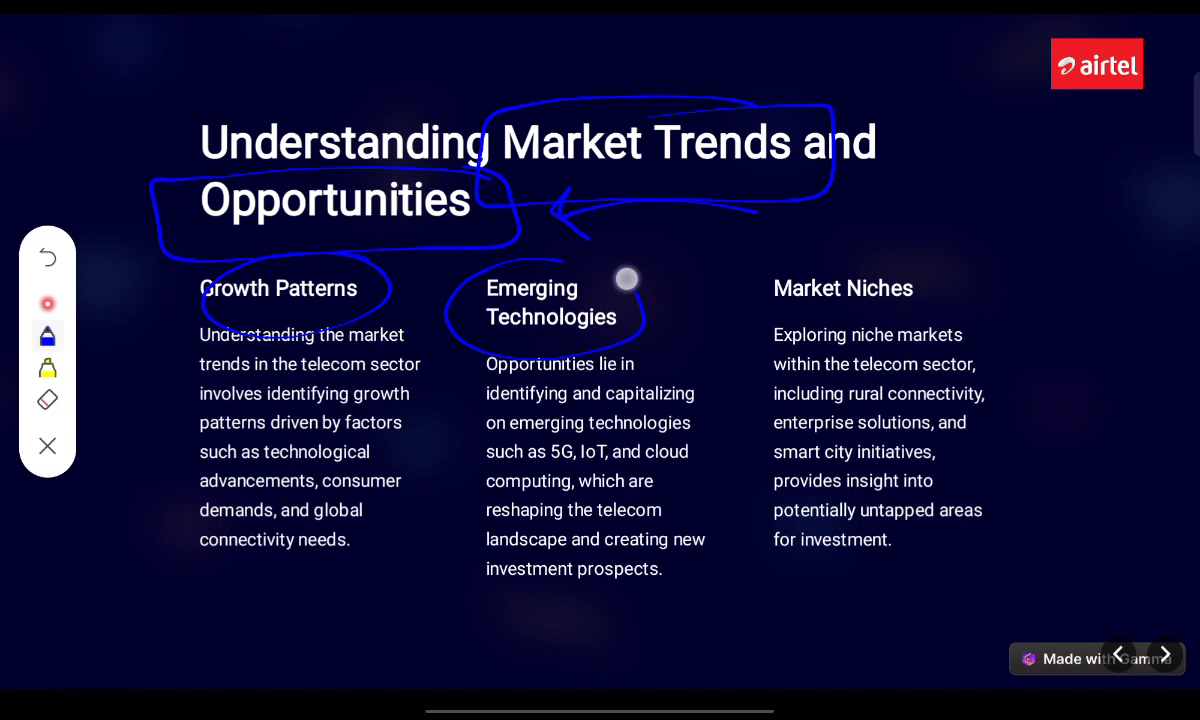 airtel
Understanding Market Trends and
Opportunities
Growth Patterns
Understanding the market
trends in the telecom sector
involves identifying growth
patterns driven by factors
such as technological
advancements, consumer
demands, and global
connectivity needs.
Emerging
Technologies
Opportunities lie in
identifying and capitalizing
on emerging technologies
such as 5G, IoT, and cloud
computing, which are
reshaping the telecom
landscape and creating new
investment prospects.
Market Niches
Exploring niche markets
within the telecom sector,
including rural connectivity,
enterprise solutions, and
smart city initiatives,
provides insight into
potentially untapped areas
for investment.
Made with Gamma